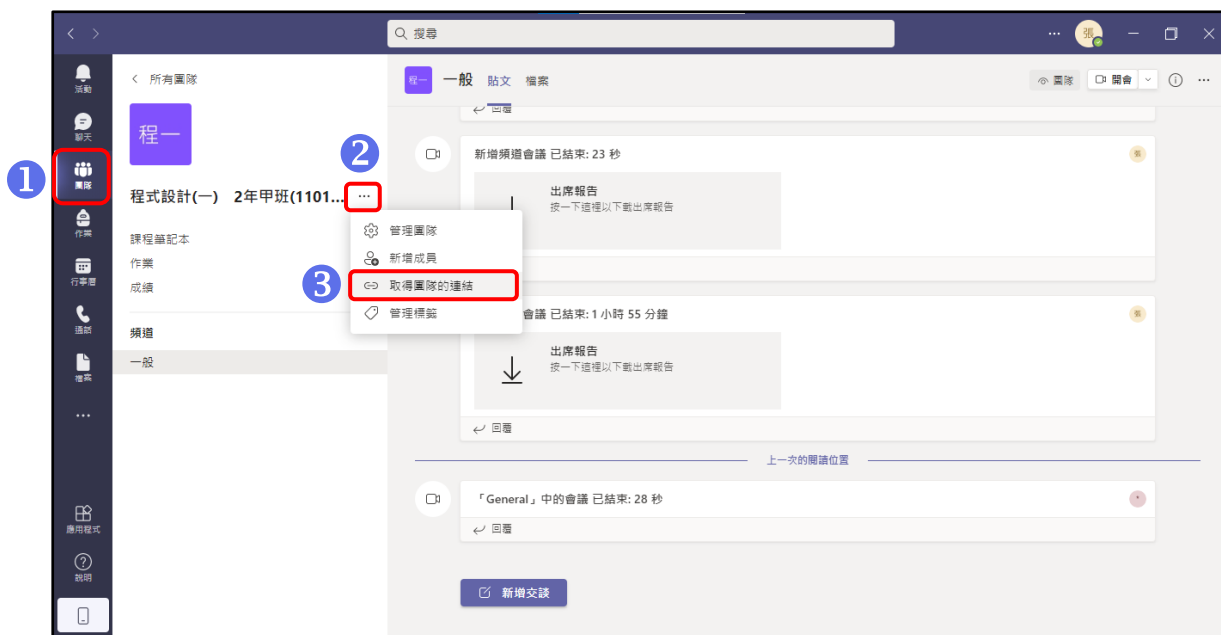 搜尋
···
張
活動
聊天
團隊
作業
行事曆
通話
檔案
···
應用程式
說明
1
所有團隊
程一
2
程式設計(一) 2年甲班(1101...
···
課程筆記本
作業
成績
頻道
一般
管理團隊
新增成員
3
取得團隊的連結
管理標籤
程一
一般 貼文 檔案
團隊
開會
···
回覆
新增頻道會議 已結束: 23 秒
張
出席報告
按一下這裡以下載出席報告
會議 已結束: 1 小時 55 分鐘
張
出席報告
按一下這裡以下載出席報告
回覆
上一次的閱讀位置
「General」中的會議 已結束: 28 秒
回覆
新增交談